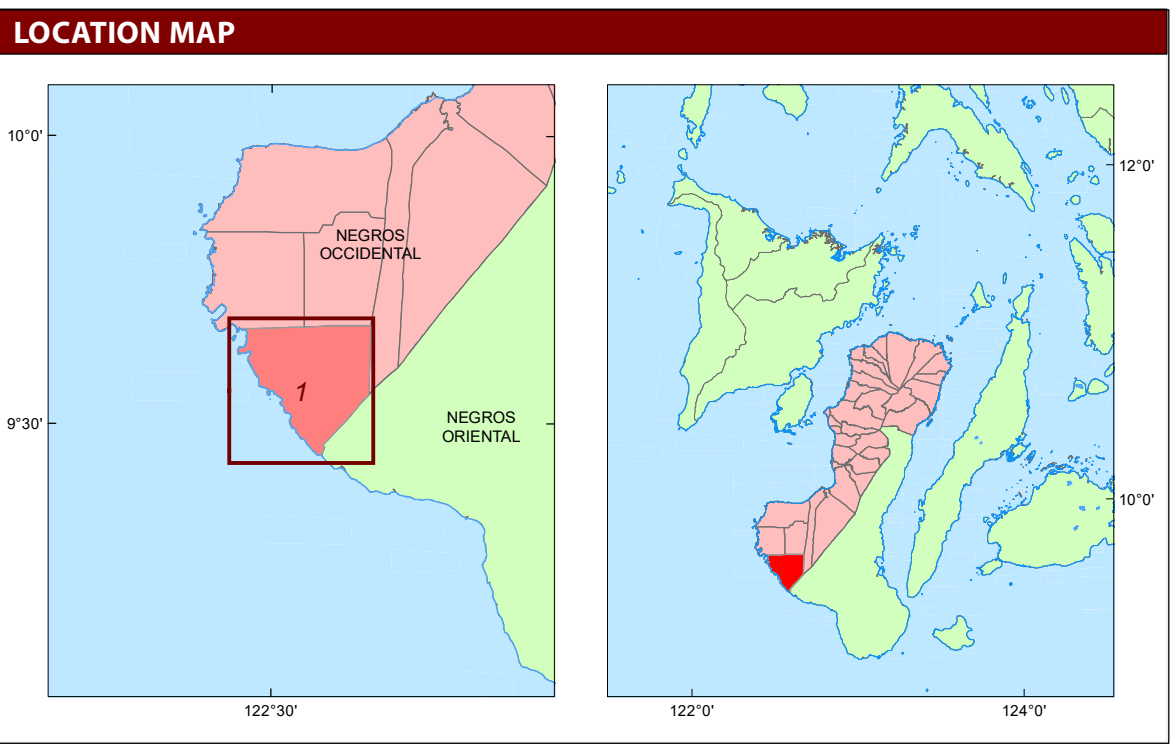 LOCATION MAP
10°0'
NEGROS
OCCIDENTAL
1
9°30'
NEGROS
ORIENTAL
122°30'
12°0'
10°0'
122°0'
124°0'